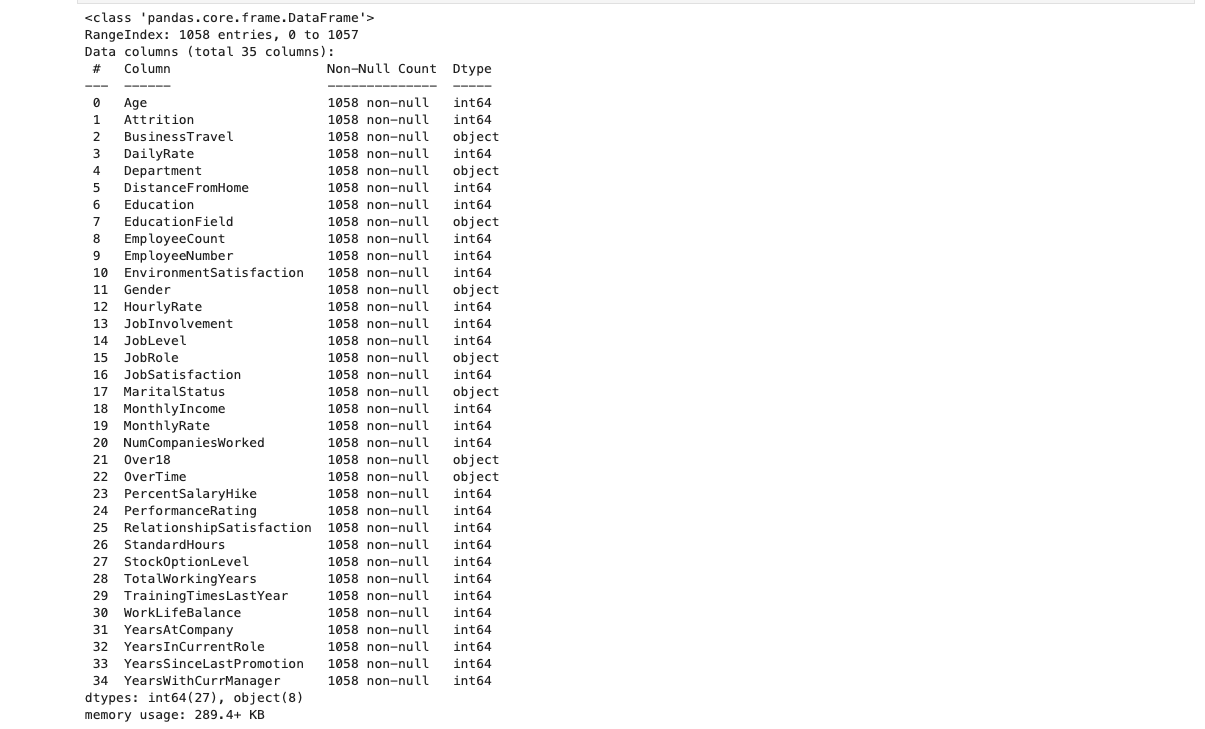 <class 'pandas.core.frame.DataFrame'>
RangeIndex: 1058 entries, 0 to 1057
Data columns (total 35 columns):
 #   Column                    Non-Null Count  Dtype
---  ------                    --------------  -----
 0   Age                       1058 non-null   int64
 1   Attrition                 1058 non-null   int64
 2   BusinessTravel            1058 non-null   object
 3   DailyRate                 1058 non-null   int64
 4   Department                1058 non-null   object
 5   DistanceFromHome          1058 non-null   int64
 6   Education                 1058 non-null   int64
 7   EducationField            1058 non-null   object
 8   EmployeeCount             1058 non-null   int64
 9   EmployeeNumber            1058 non-null   int64
 10  EnvironmentSatisfaction   1058 non-null   int64
 11  Gender                    1058 non-null   object
 12  HourlyRate                1058 non-null   int64
 13  JobInvolvement            1058 non-null   int64
 14  JobLevel                  1058 non-null   int64
 15  JobRole                   1058 non-null   object
 16  JobSatisfaction           1058 non-null   int64
 17  MaritalStatus             1058 non-null   object
 18  MonthlyIncome             1058 non-null   int64
 19  MonthlyRate               1058 non-null   int64
 20  NumCompaniesWorked        1058 non-null   int64
 21  Over18                    1058 non-null   object
 22  OverTime                  1058 non-null   object
 23  PercentSalaryHike         1058 non-null   int64
 24  PerformanceRating         1058 non-null   int64
 25  RelationshipSatisfaction  1058 non-null   int64
 26  StandardHours             1058 non-null   int64
 27  StockOptionLevel          1058 non-null   int64
 28  TotalWorkingYears         1058 non-null   int64
 29  TrainingTimesLastYear     1058 non-null   int64
 30  WorkLifeBalance           1058 non-null   int64
 31  YearsAtCompany            1058 non-null   int64
 32  YearsInCurrentRole        1058 non-null   int64
 33  YearsSinceLastPromotion   1058 non-null   int64
 34  YearsWithCurrManager      1058 non-null   int64
dtypes: int64(27), object(8)
memory usage: 289.4+ KB